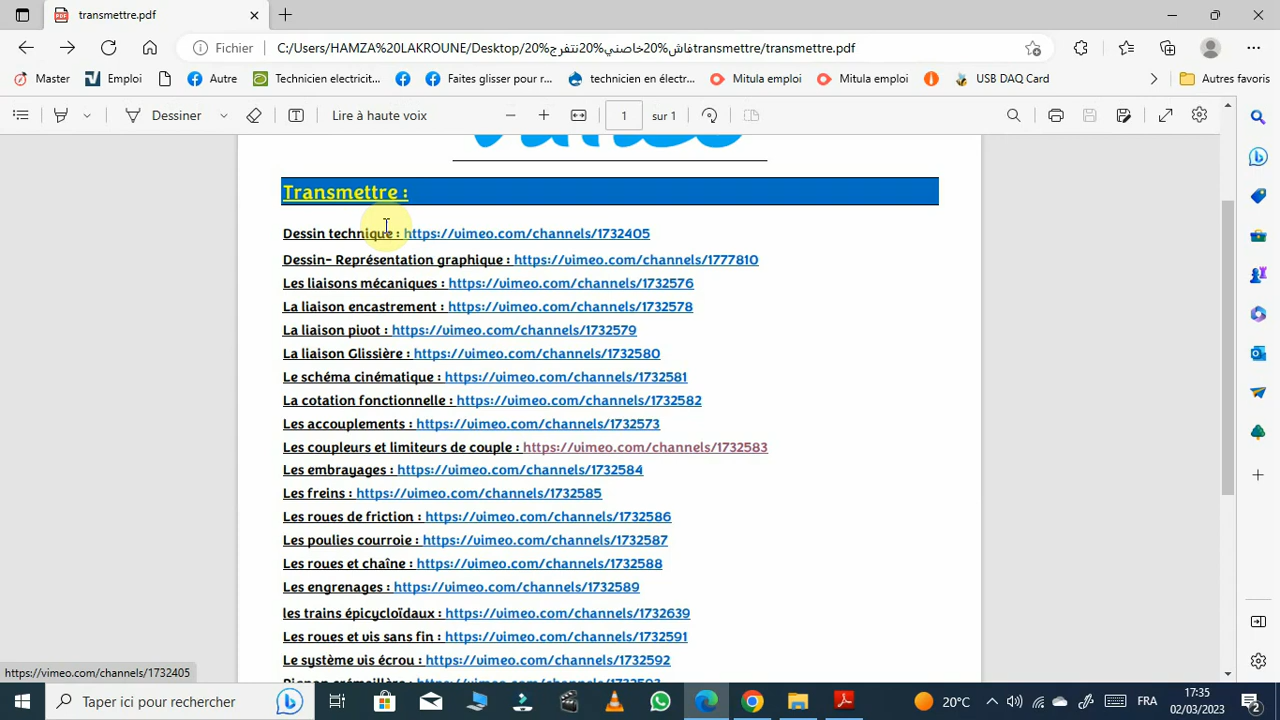 transmettre.pdf
Fichier
C:/Users/HAMZA%20LAKROUNE/Desktop/20%نتفرج20%خاصني20%فاشtransmettre/transmettre.pdf
Master
Emploi
Autre
Technicien electricit...
Faites glisser pour r...
technicien en électr...
Mitula emploi
Mitula emploi
USB DAQ Card
Autres favoris
Dessiner
Lire à haute voix
1
sur 1
Transmettre :
Dessin technique : https://vimeo.com/channels/1732405
Dessin- Représentation graphique : https://vimeo.com/channels/1777810
Les liaisons mécaniques : https://vimeo.com/channels/1732576
La liaison encastrement : https://vimeo.com/channels/1732578
La liaison pivot : https://vimeo.com/channels/1732579
La liaison Glissière : https://vimeo.com/channels/1732580
Le schéma cinématique : https://vimeo.com/channels/1732581
La cotation fonctionnelle : https://vimeo.com/channels/1732582
Les accouplements : https://vimeo.com/channels/1732573
Les coupleurs et limiteurs de couple : https://vimeo.com/channels/1732583
Les embrayages : https://vimeo.com/channels/1732584
Les freins : https://vimeo.com/channels/1732585
Les roues de friction : https://vimeo.com/channels/1732586
Les poulies courroie : https://vimeo.com/channels/1732587
Les roues et chaîne : https://vimeo.com/channels/1732588
Les engrenages : https://vimeo.com/channels/1732589
les trains épicycloïdaux : https://vimeo.com/channels/1732639
Les roues et vis sans fin : https://vimeo.com/channels/1732591
Le système vis écrou : https://vimeo.com/channels/1732592
https://vimeo.com/channels/1732405
Taper ici pour rechercher
20°C
FRA
17:35
02/03/2023
2